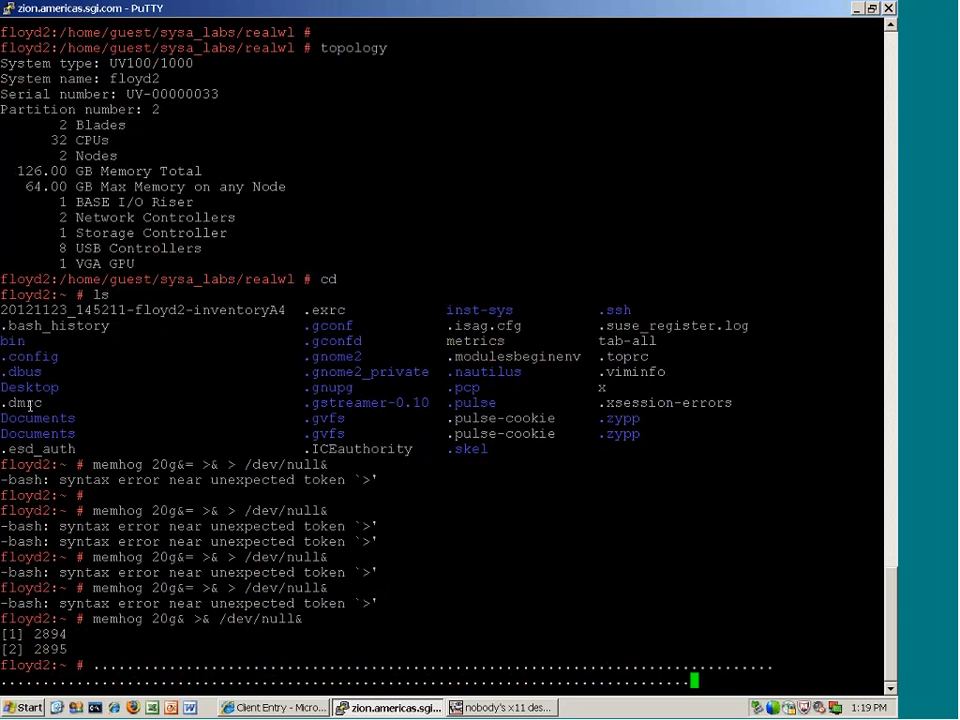 zion.americas.sgi.com - PuTTY
floyd2:/home/guest/sysa_labs/realwl #
floyd2:/home/guest/sysa_labs/realwl # topology
System type: UV100/1000
System name: floyd2
Serial number: UV-00000033
Partition number: 2
2 Blades
32 CPUs
2 Nodes
126.00 GB Memory Total
64.00 GB Max Memory on any Node
1 BASE I/O Riser
2 Network Controllers
1 Storage Controller
8 USB Controllers
1 VGA GPU
floyd2:/home/guest/sysa_labs/realwl # cd
floyd2:~ # ls
20121123_145211-floyd2-inventoryA4 .exrc inst-sys .ssh
.bash_history .gconf .isag.cfg .suse_register.log
bin .gconfd metrics tab-all
.config .gnome2 .modulesbeginenv .toprc
.dbus .gnome2_private .nautilus .viminfo
Desktop .gnupg .pcp x
.dmrc .gstreamer-0.10 .pulse .xsession-errors
Documents .gvfs .pulse-cookie .zypp
Documents .gvfs .pulse-cookie .zypp
.esd_auth .ICEauthority .skel
floyd2:~ # memhog 20g&= >& > /dev/null&
-bash: syntax error near unexpected token `>'
floyd2:~ #
floyd2:~ # memhog 20g&= >& > /dev/null&
-bash: syntax error near unexpected token `>'
-bash: syntax error near unexpected token `>'
floyd2:~ # memhog 20g&= >& > /dev/null&
-bash: syntax error near unexpected token `>'
floyd2:~ # memhog 20g&= >& > /dev/null&
-bash: syntax error near unexpected token `>'
floyd2:~ # memhog 20g& >& /dev/null&
[1] 2894
[2] 2895
floyd2:~ # .................................................................................
..................................................................................
Start Client Entry - Micro... zion.americas.sgi.com... nobody's x11 des... 1:19 PM